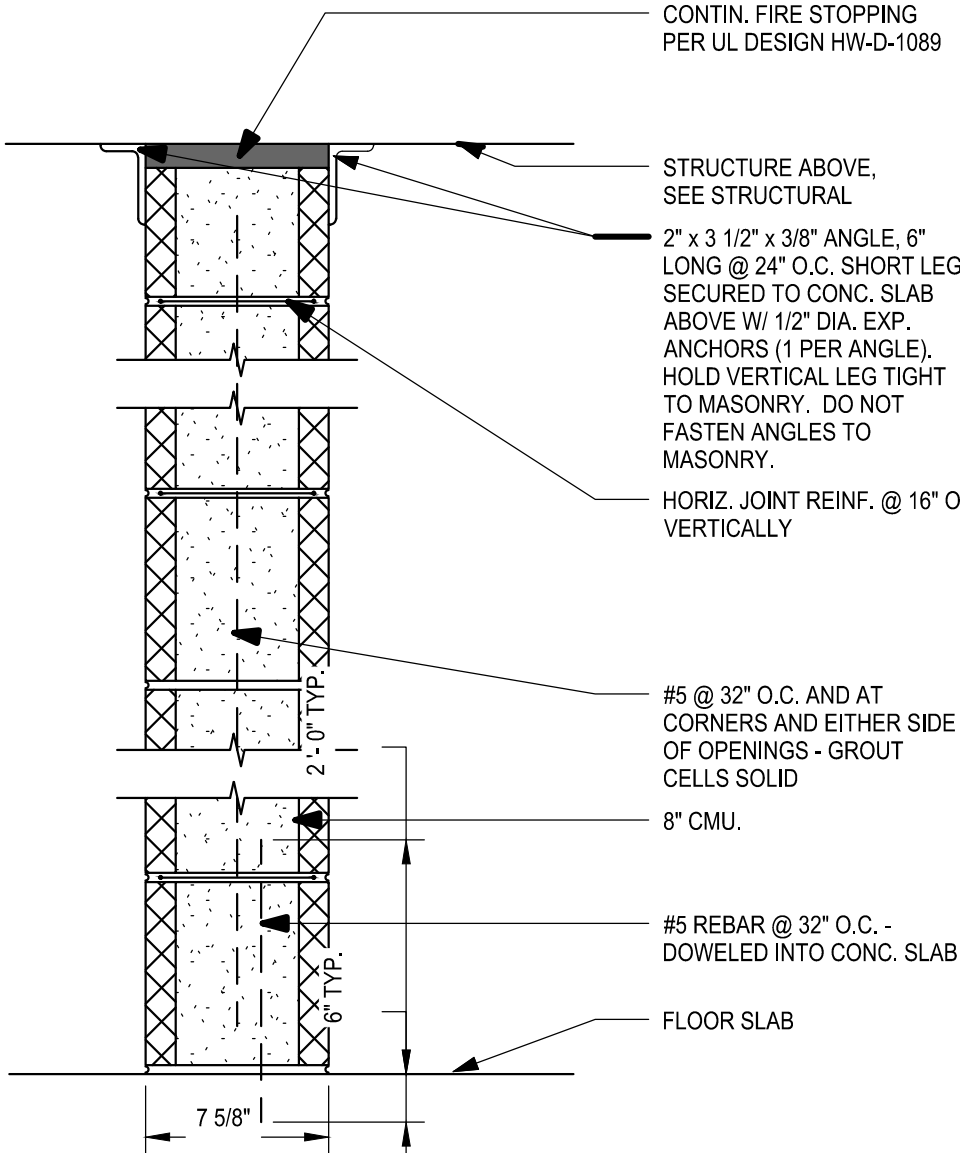 CONTIN. FIRE STOPPING
PER UL DESIGN HW-D-1089
STRUCTURE ABOVE,
SEE STRUCTURAL
2" x 3 1/2" x 3/8" ANGLE, 6"
LONG @ 24" O.C. SHORT LEG
SECURED TO CONC. SLAB
ABOVE W/ 1/2" DIA. EXP.
ANCHORS (1 PER ANGLE).
HOLD VERTICAL LEG TIGHT
TO MASONRY. DO NOT
FASTEN ANGLES TO
MASONRY.
HORIZ. JOINT REINF. @ 16" O
VERTICALLY
#5 @ 32" O.C. AND AT
CORNERS AND EITHER SIDE
OF OPENINGS - GROUT
CELLS SOLID
2'- 0" TYP.
8" CMU.
#5 REBAR @ 32" O.C. -
DOWELED INTO CONC. SLAB
6" TYP.
FLOOR SLAB
7 5/8"